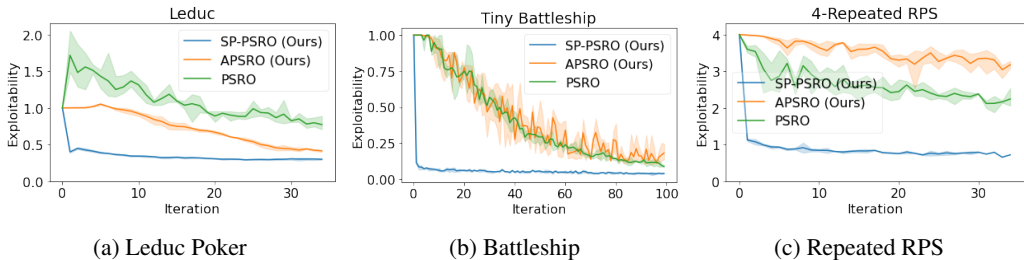 Leduc
Exploitability
2.0
1.5
1.0
0.5
0.0
SP-PSRO (Ours)
APSRO (Ours)
PSRO
0
10
20
30
Iteration
(a) Leduc Poker
Tiny Battleship
Exploitability
1.00
0.75
0.50
0.25
0.00
SP-PSRO (Ours)
APSRO (Ours)
PSRO
0
20
40
60
80
100
Iteration
(b) Battleship
4-Repeated RPS
Exploitability
4
3
2
1
0
SP-PSRO (Ours)
APSRO (Ours)
PSRO
0
10
20
30
Iteration
(c) Repeated RPS